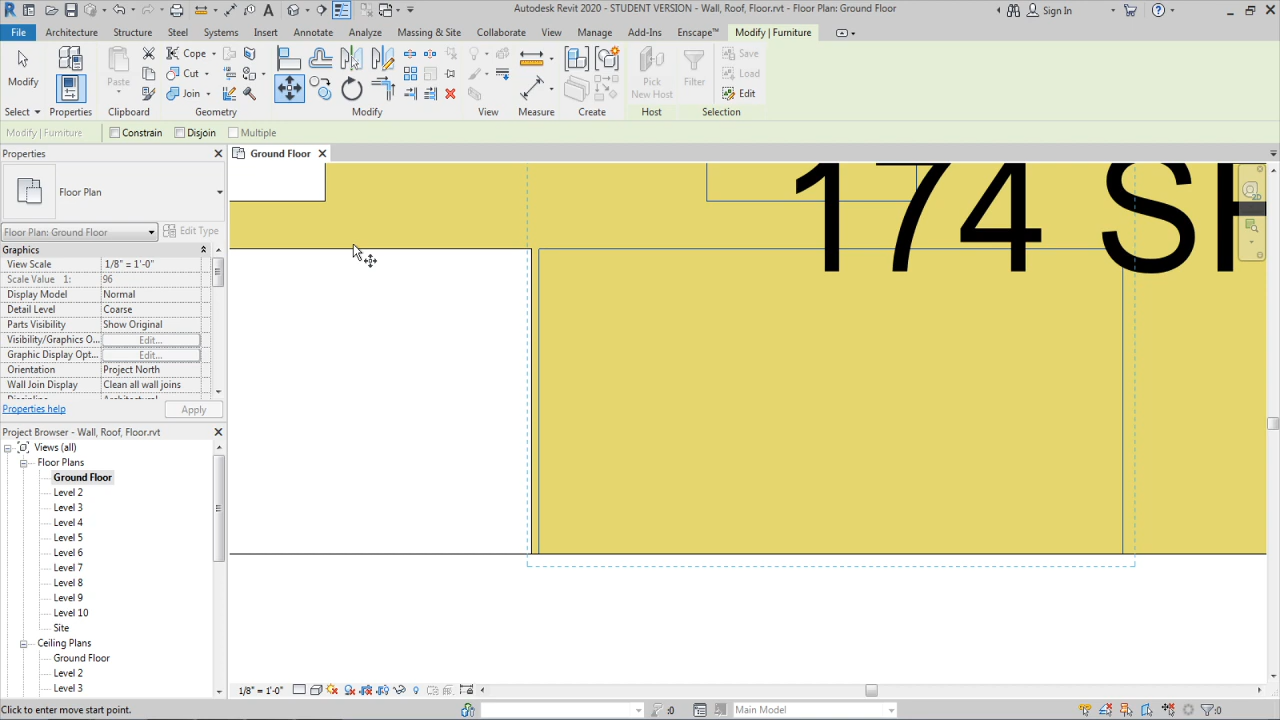 Autodesk Revit 2020 - STUDENT VERSION - Wall, Roof, Floor.rvt - Floor Plan: Ground Floor
Sign In
File Architecture Structure Steel Systems Insert Annotate Analyze Massing & Site Collaborate View Manage Add-Ins Enscape™ Modify | Furniture
Modify
Paste
Cope
Cut
Join
Pick New Host
Filter
Save
Load
Edit
Select Properties Clipboard Geometry Modify View Measure Create Host Selection
Modify | Furniture Constrain Disjoin Multiple
Properties
Ground Floor
Floor Plan
Floor Plan: Ground Floor Edit Type
Graphics
View Scale 1/8" = 1'-0"
Scale Value 1: 96
Display Model Normal
Detail Level Coarse
Parts Visibility Show Original
Visibility/Graphics O... Edit...
Graphic Display Opt... Edit...
Orientation Project North
Wall Join Display Clean all wall joins
Properties help Apply
Project Browser - Wall, Roof, Floor.rvt
Views (all)
Floor Plans
Ground Floor
Level 2
Level 3
Level 4
Level 5
Level 6
Level 7
Level 8
Level 9
Level 10
Site
Ceiling Plans
Ground Floor
Level 2
Level 3
174
2D
1/8" = 1'-0"
Click to enter move start point.
:0
Main Model
:0